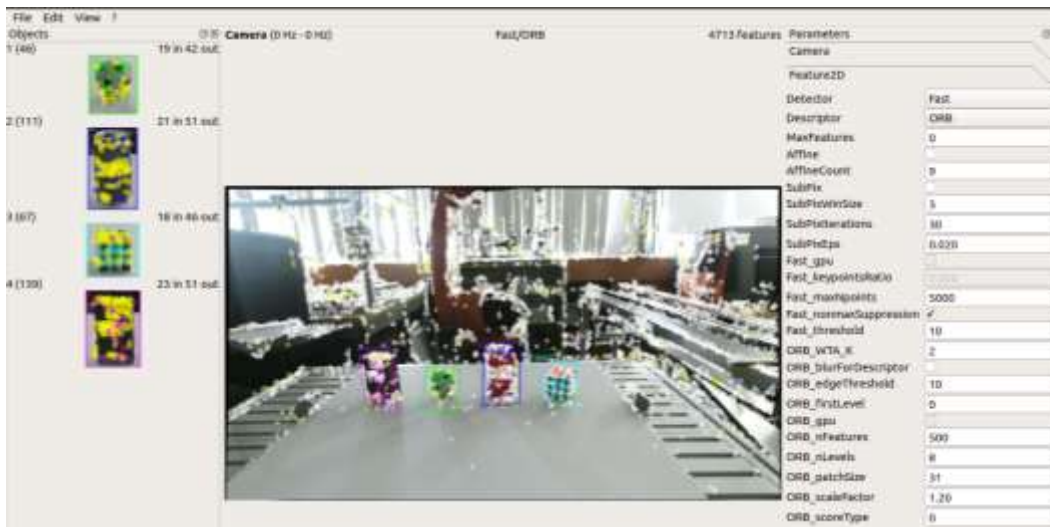 File Edit View ?
Objects
Camera (0 Hz - 0 Hz) Fast/ORB 4713 features
Parameters
1 (46) 19 in 42 out
2 (111) 21 in 51 out
3 (67) 18 in 46 out
4 (139) 23 in 51 out
Camera
Feature2D
Detector Fast
Descriptor ORB
MaxFeatures 0
Affine
AffineCount 9
SubPix
SubPixWinSize 3
SubPixIterations 30
SubPixEps 0.020
Fast_gpu
Fast_keypointsRatio
Fast_maxNpoints 5000
Fast_nonmaxSuppression ✓
Fast_threshold 10
ORB_WTA_K 2
ORB_blurForDescriptor
ORB_edgeThreshold 10
ORB_firstLevel 0
ORB_gpu
ORB_nFeatures 500
ORB_nLevels 8
ORB_patchSize 31
ORB_scaleFactor 1.20
ORB_scoreType 0